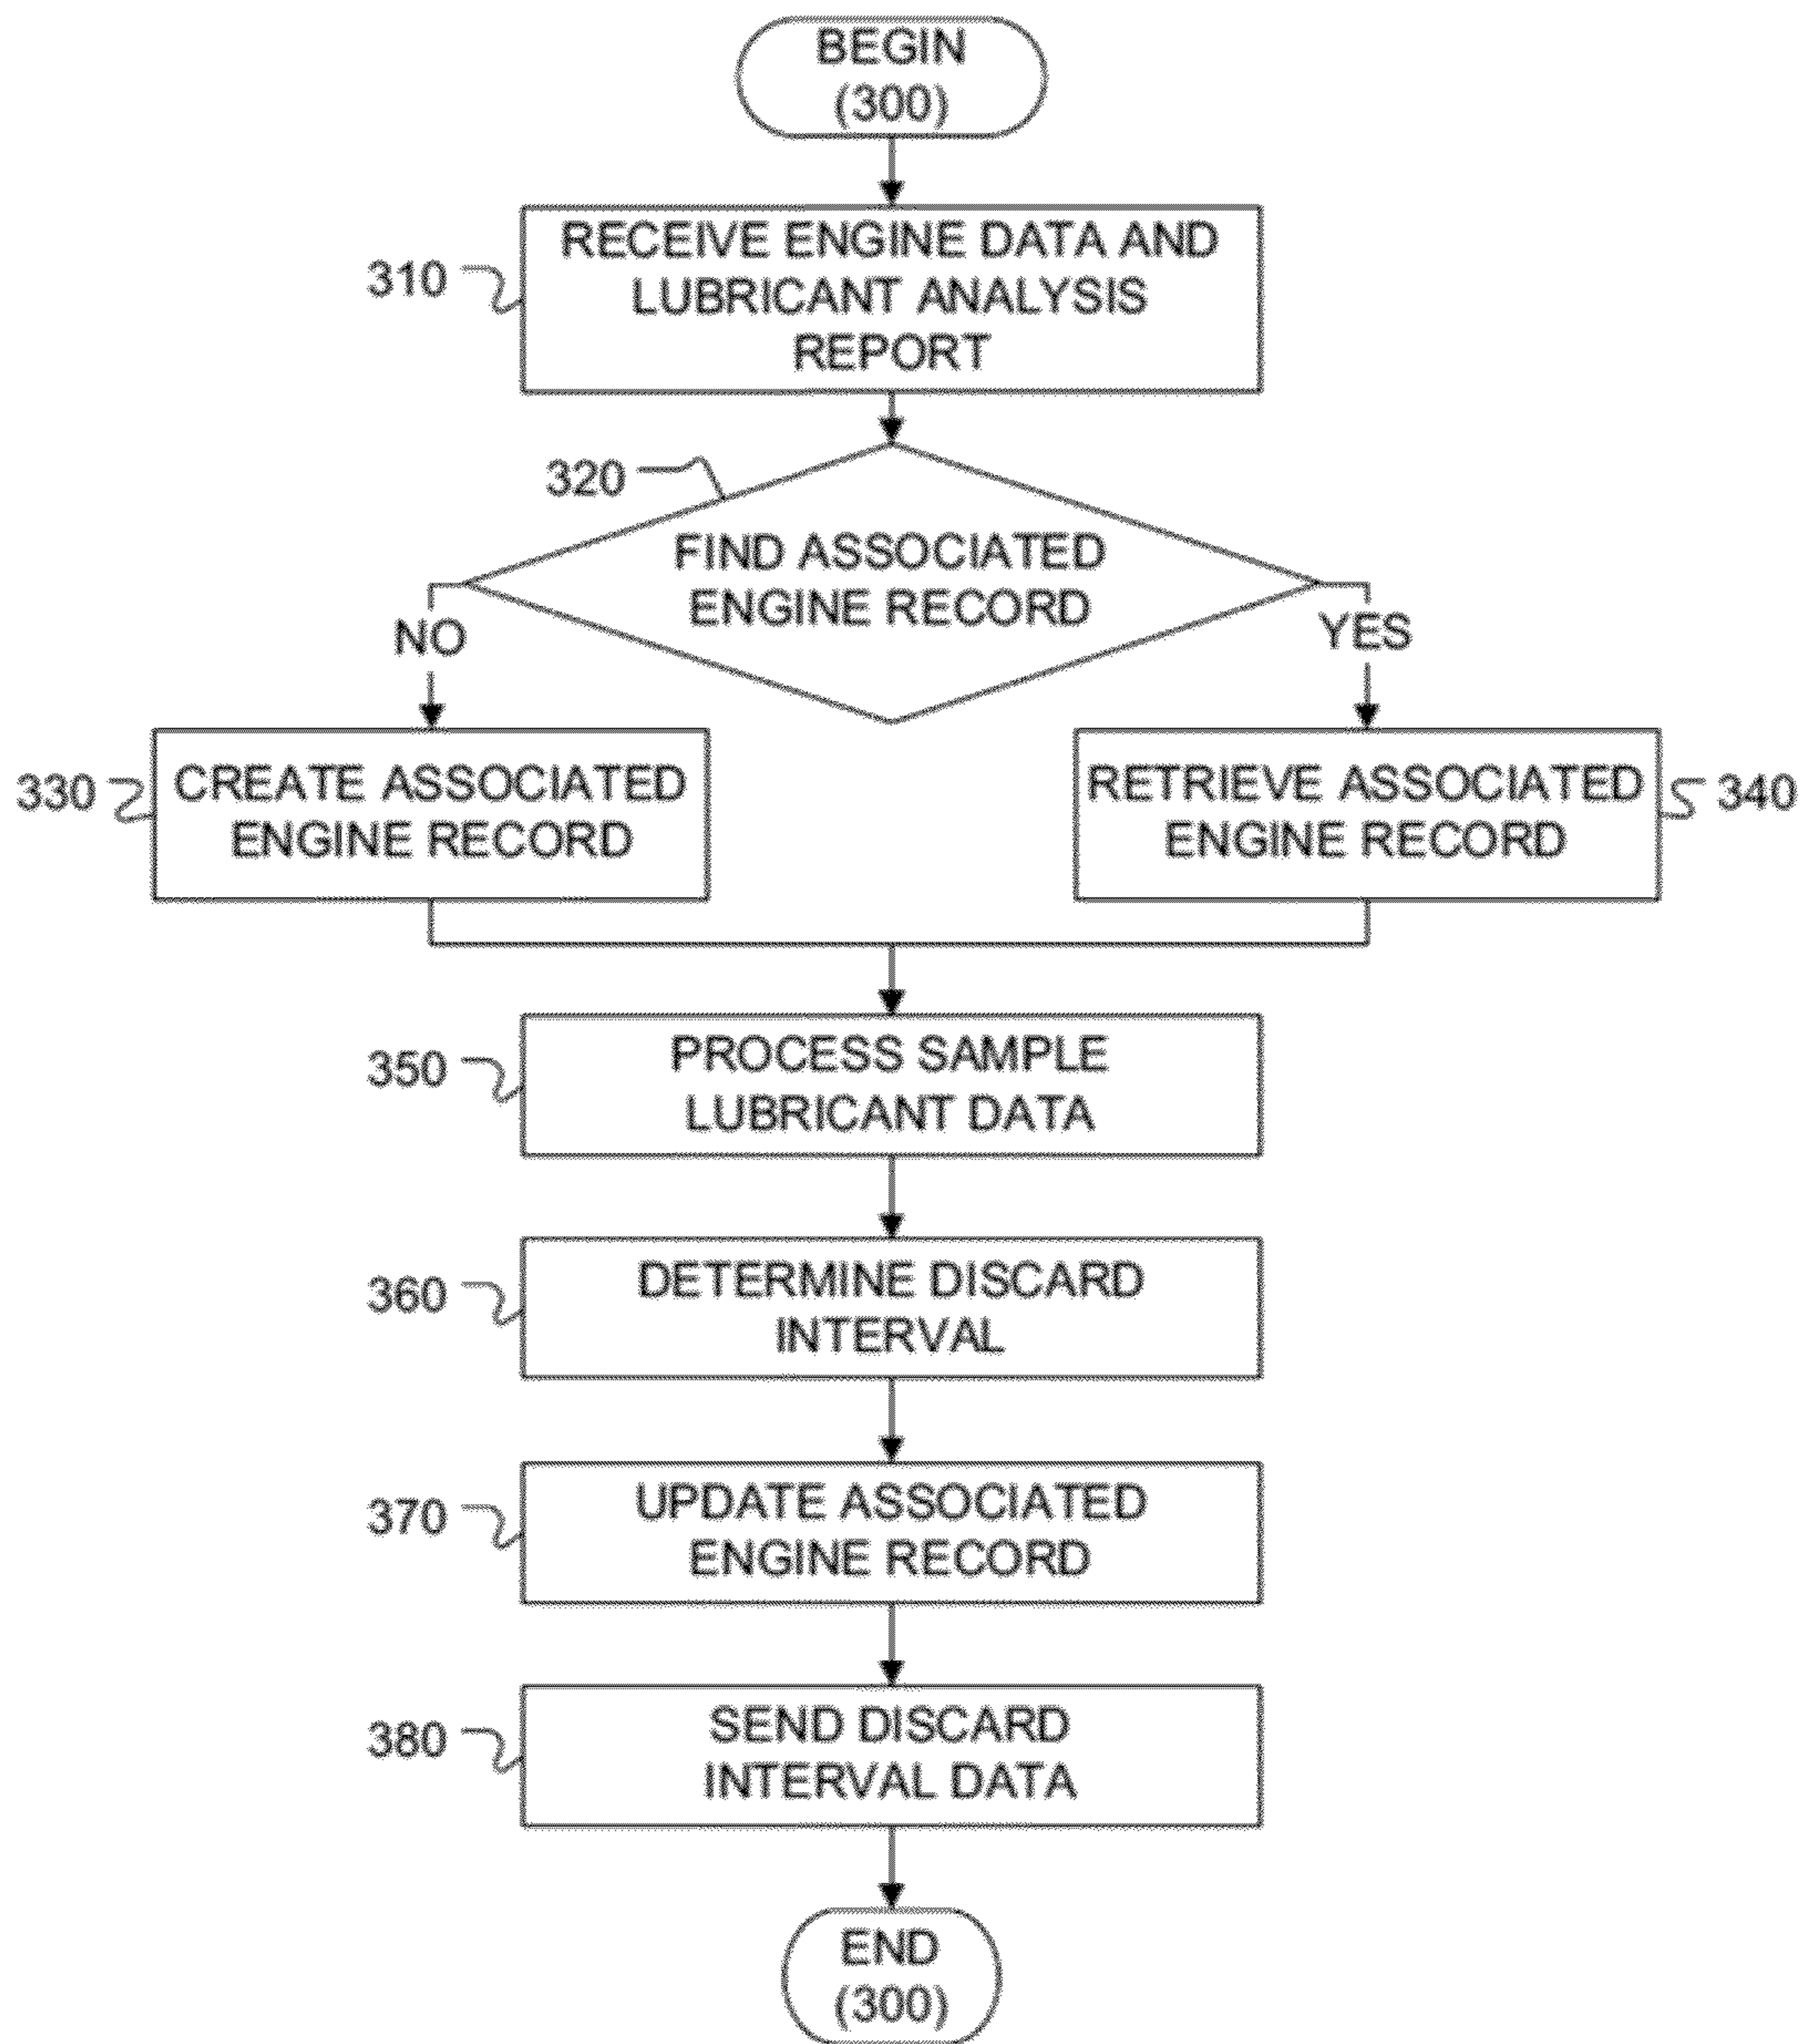 BEGIN
(300)
310
RECEIVE ENGINE DATA AND
LUBRICANT ANALYSIS
REPORT
320
FIND ASSOCIATED
ENGINE RECORD
NO
YES
330
CREATE ASSOCIATED
ENGINE RECORD
RETRIEVE ASSOCIATED
ENGINE RECORD
340
350
PROCESS SAMPLE
LUBRICANT DATA
360
DETERMINE DISCARD
INTERVAL
370
UPDATE ASSOCIATED
ENGINE RECORD
380
SEND DISCARD
INTERVAL DATA
END
(300)